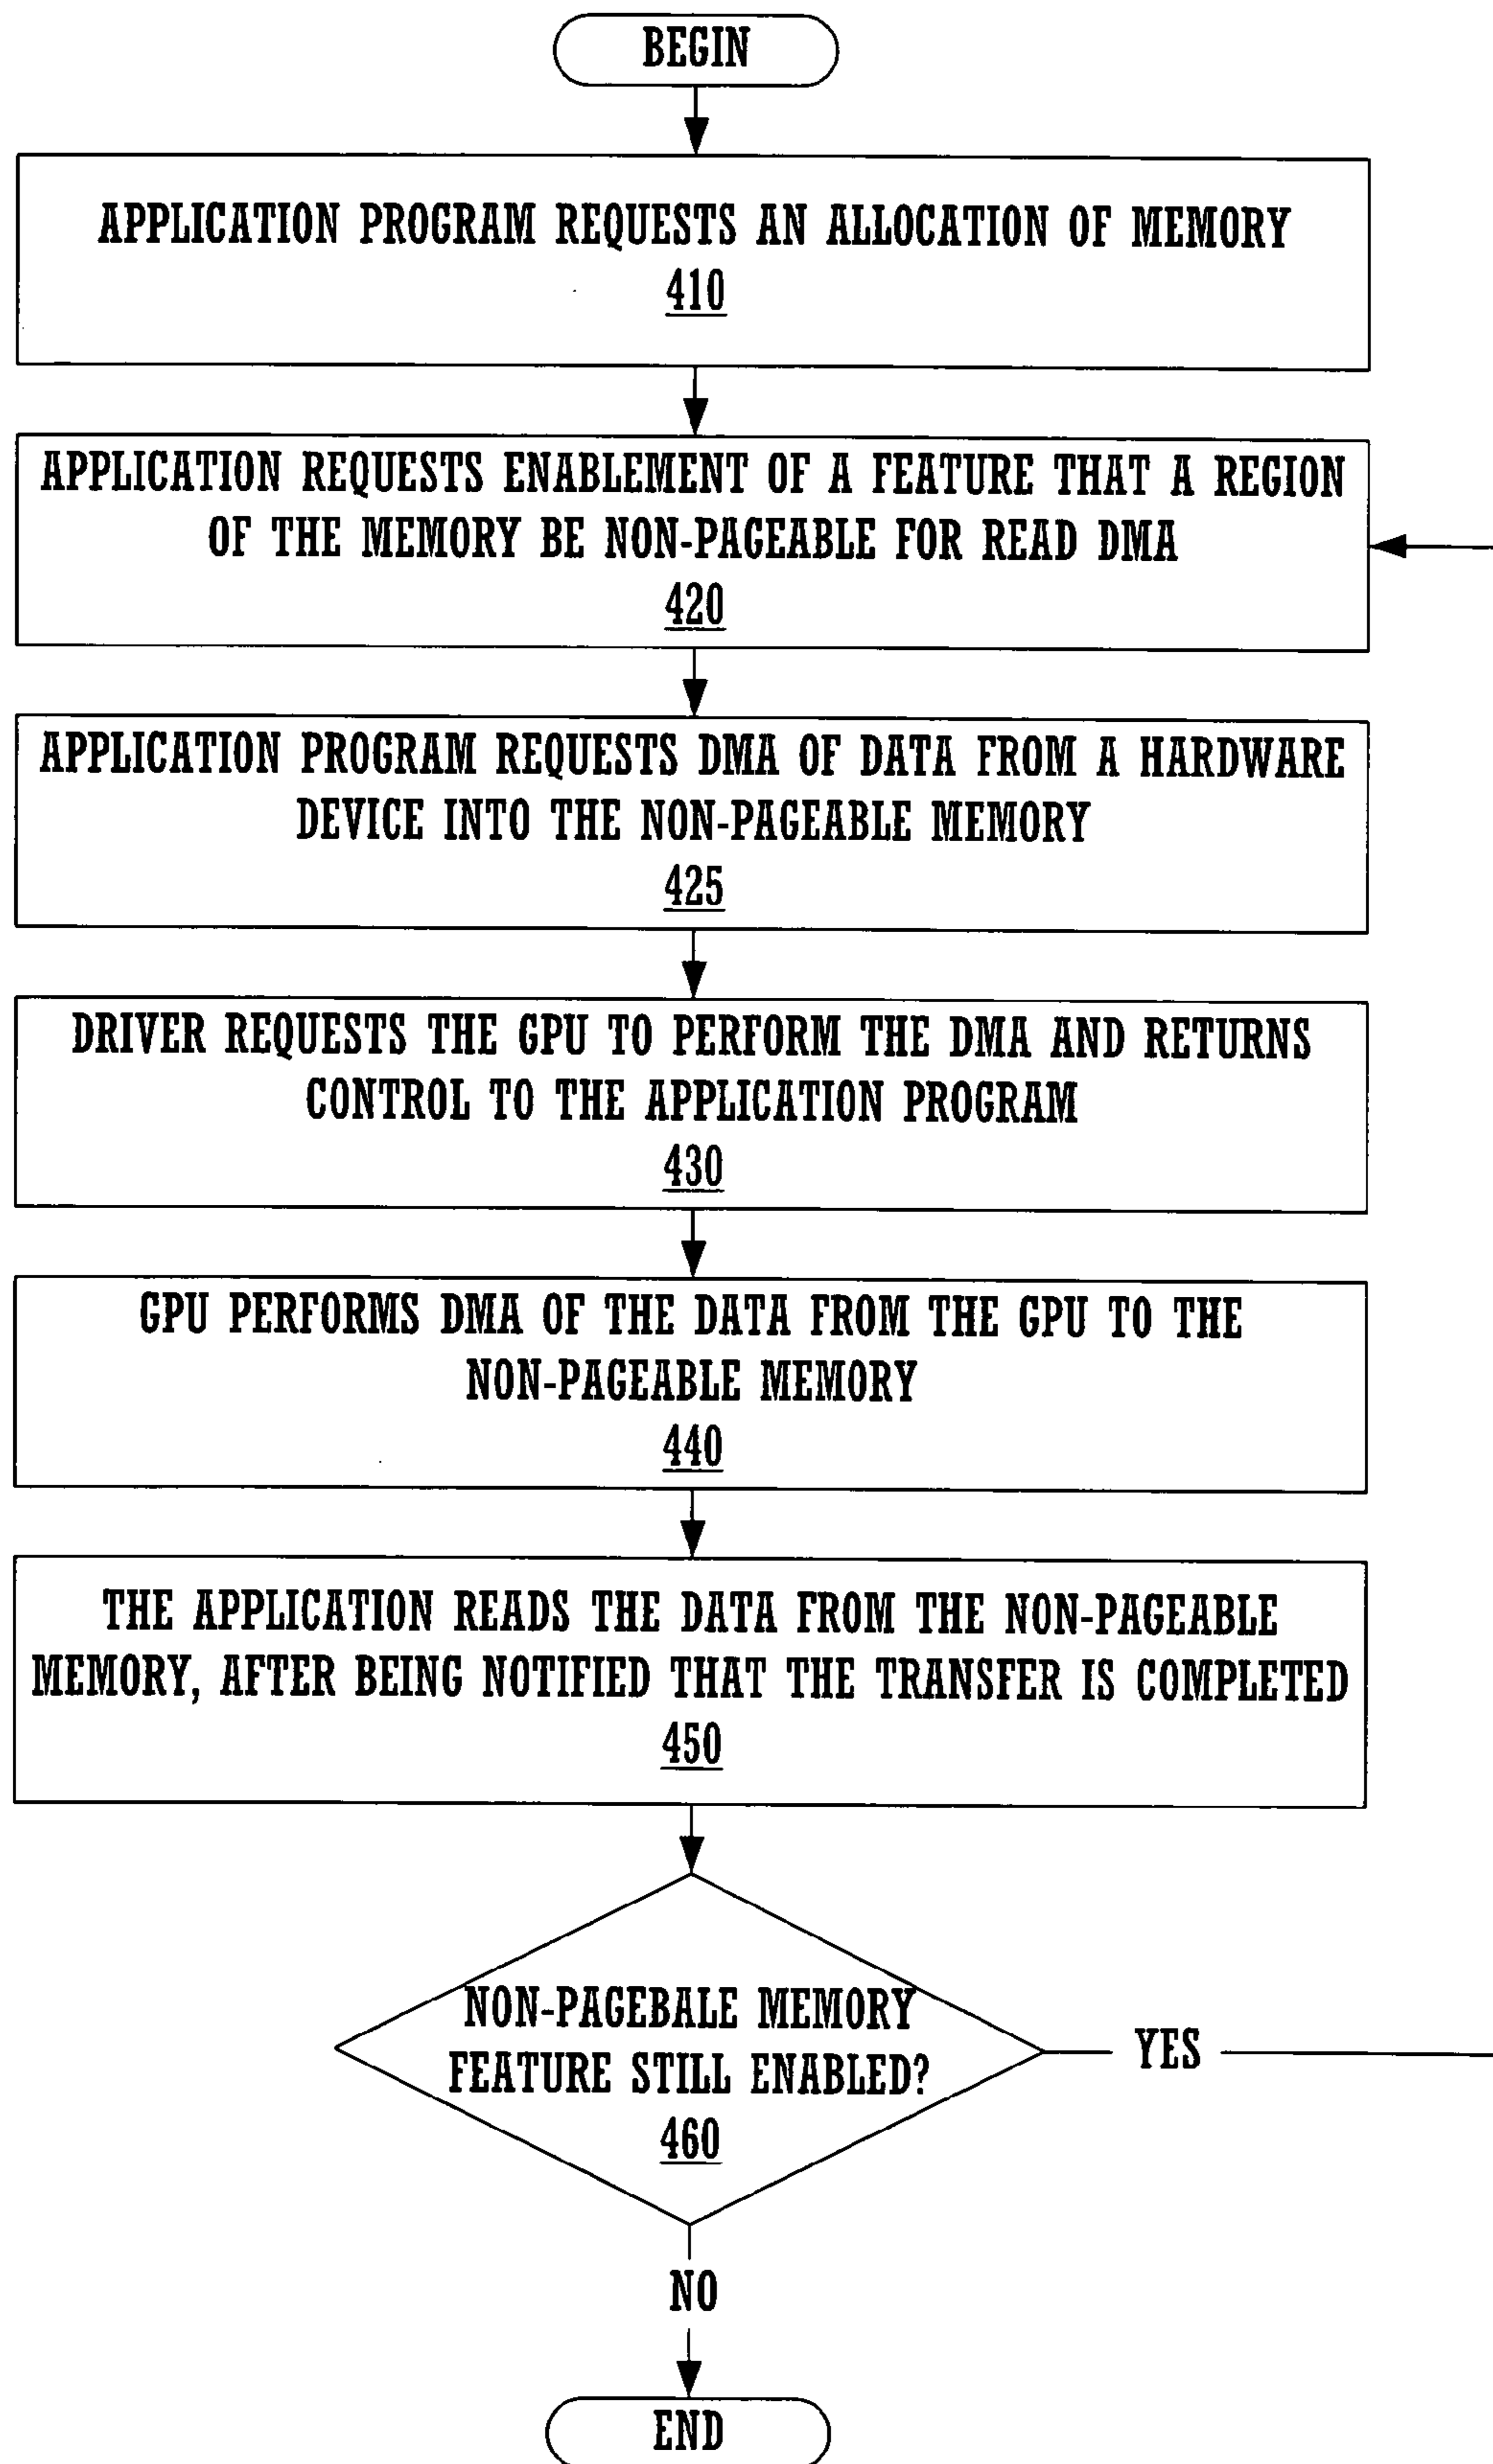 BEGIN
APPLICATION PROGRAM REQUESTS AN ALLOCATION OF MEMORY
410
APPLICATION REQUESTS ENABLEMENT OF A FEATURE THAT A REGION
OF THE MEMORY BE NON-PAGEABLE FOR READ DMA
420
APPLICATION PROGRAM REQUESTS DMA OF DATA FROM A HARDWARE
DEVICE INTO THE NON-PAGEABLE MEMORY
425
DRIVER REQUESTS THE GPU TO PERFORM THE DMA AND RETURNS
CONTROL TO THE APPLICATION PROGRAM
430
GPU PERFORMS DMA OF THE DATA FROM THE GPU TO THE
NON-PAGEABLE MEMORY
440
THE APPLICATION READS THE DATA FROM THE NON-PAGEABLE
MEMORY, AFTER BEING NOTIFIED THAT THE TRANSFER IS COMPLETED
450
NON-PAGEBALE MEMORY
FEATURE STILL ENABLED?
460
YES
NO
END